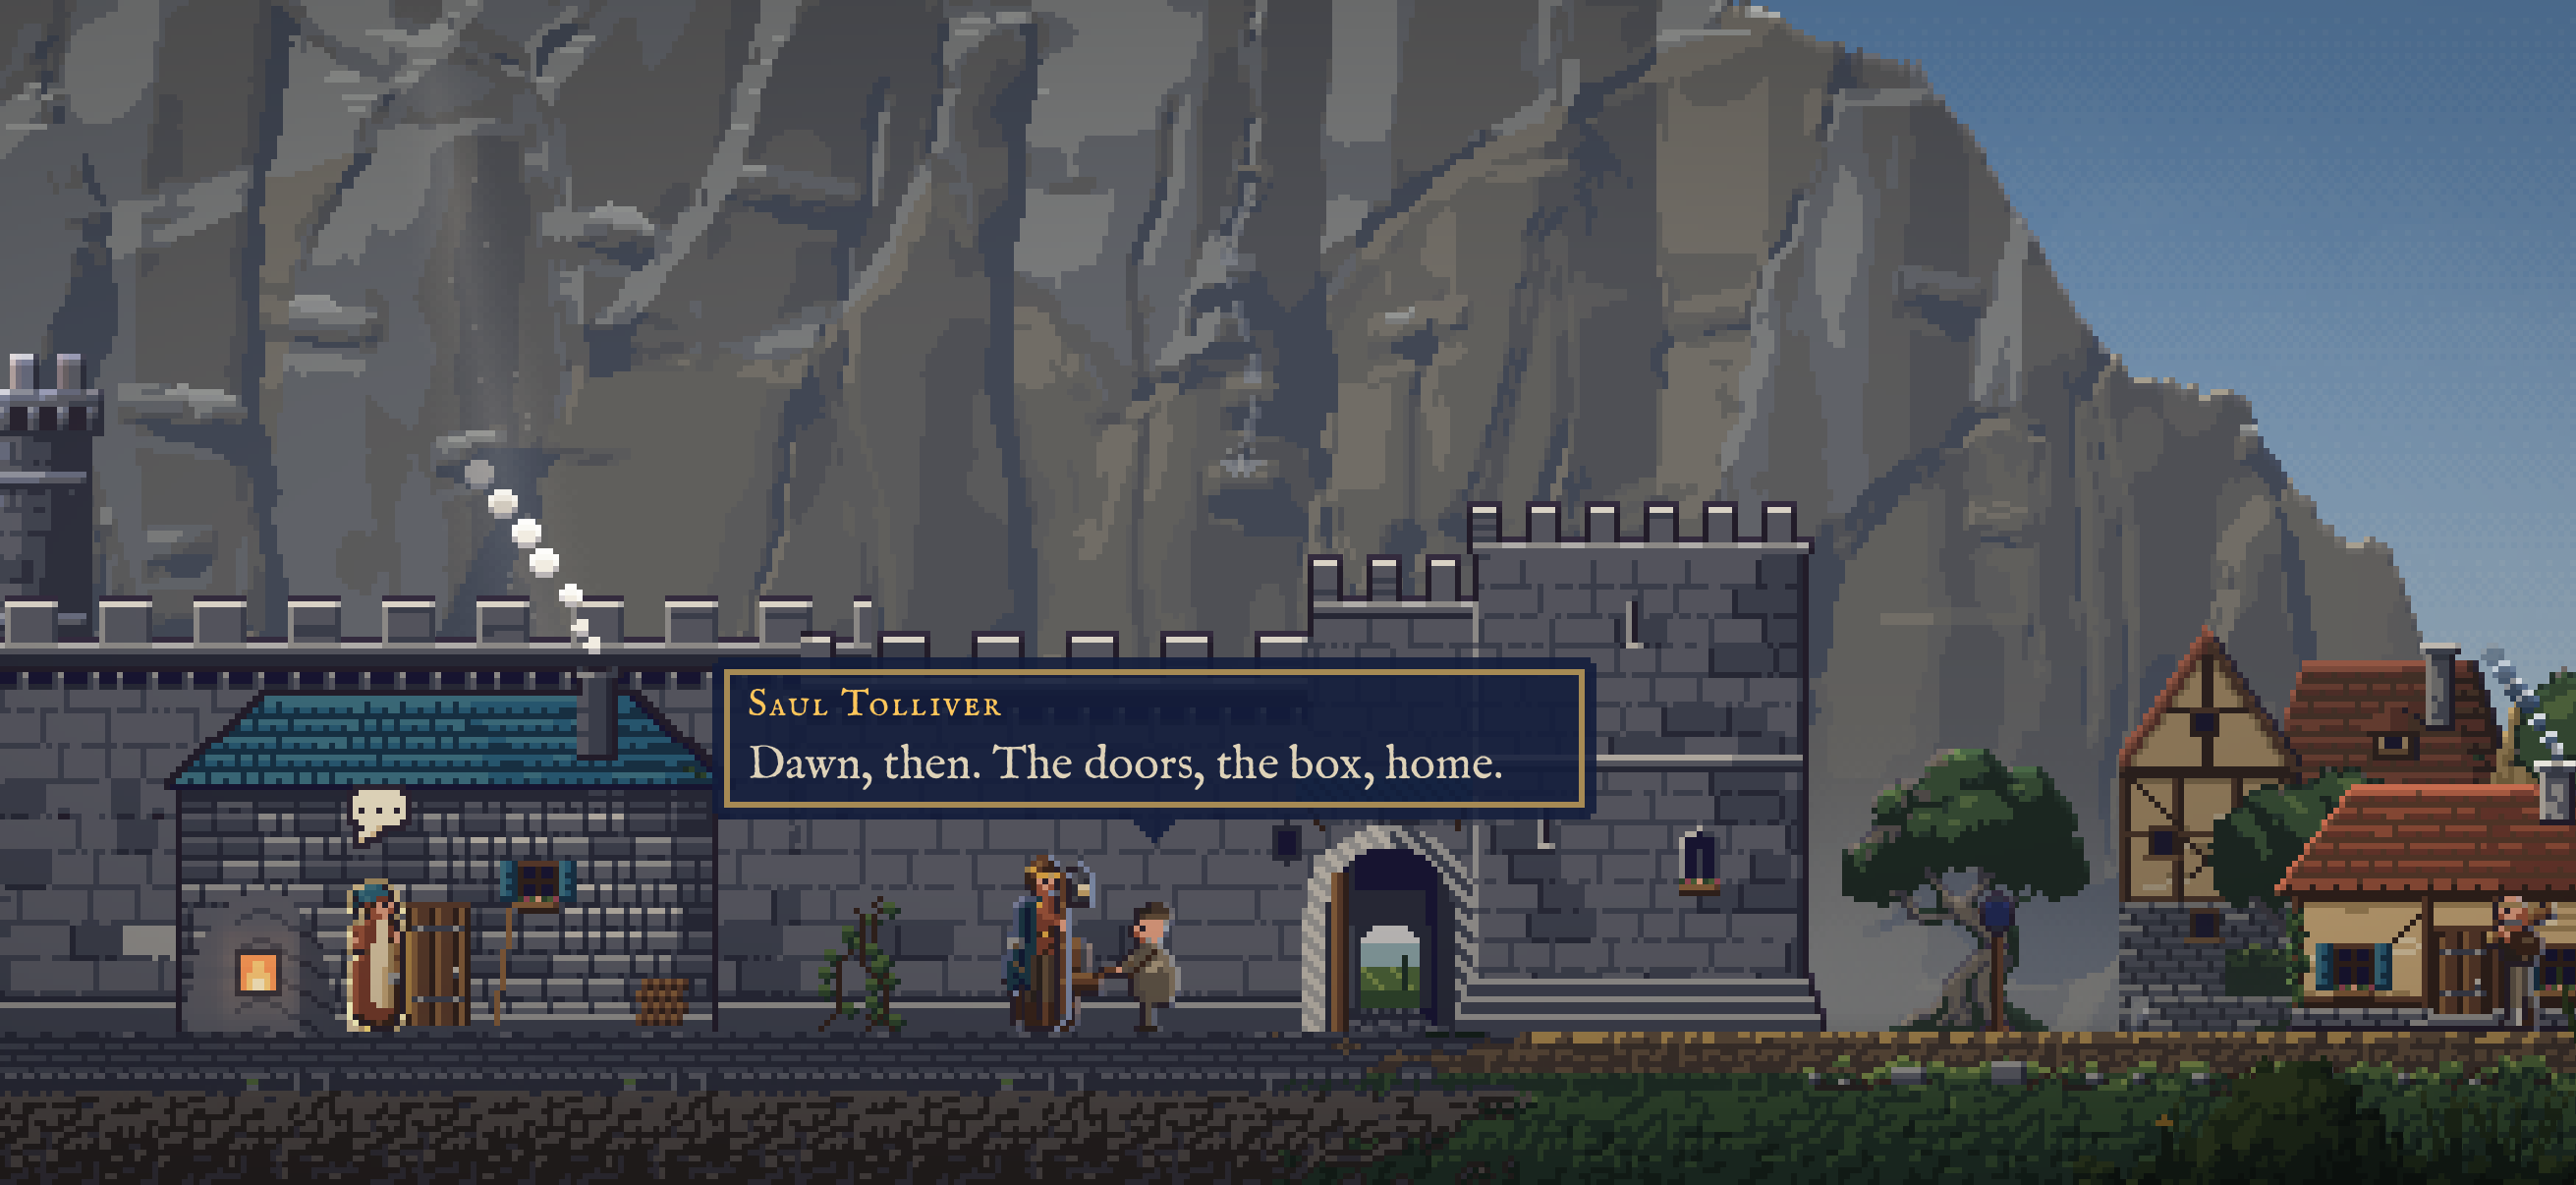 Saul Tolliver
Dawn, then. The doors, the box, home.